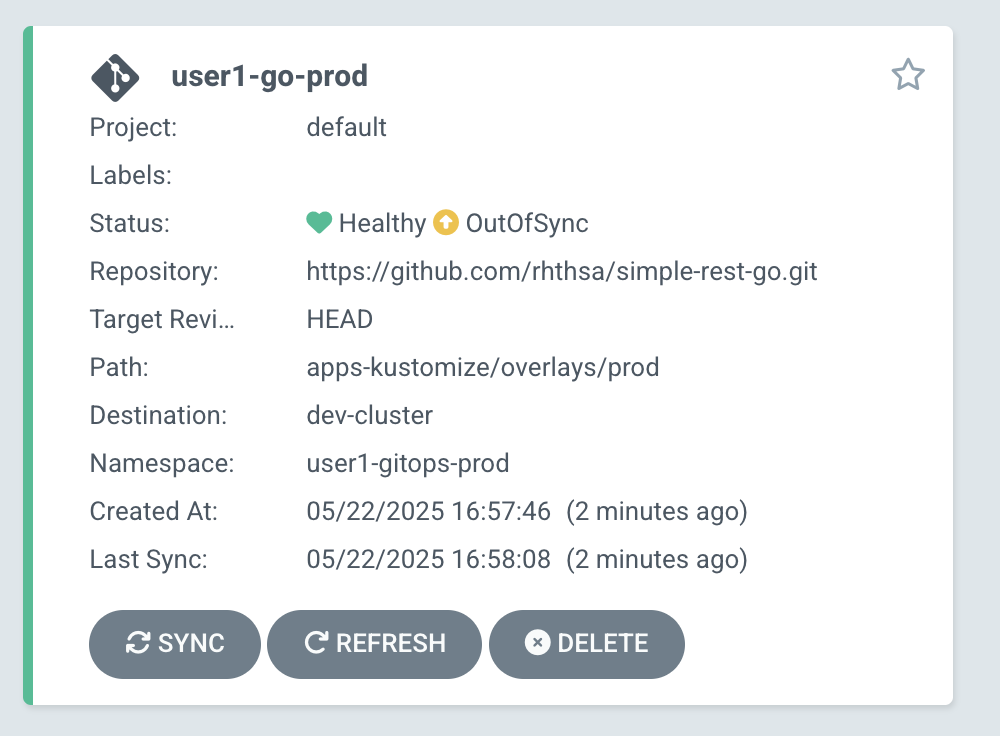 user1-go-prod
Project: default
Labels:
Status: Healthy OutOfSync
Repository: https://github.com/rhthsa/simple-rest-go.git
Target Revi... HEAD
Path: apps-kustomize/overlays/prod
Destination: dev-cluster
Namespace: user1-gitops-prod
Created At: 05/22/2025 16:57:46 (2 minutes ago)
Last Sync: 05/22/2025 16:58:08 (2 minutes ago)
SYNC REFRESH DELETE